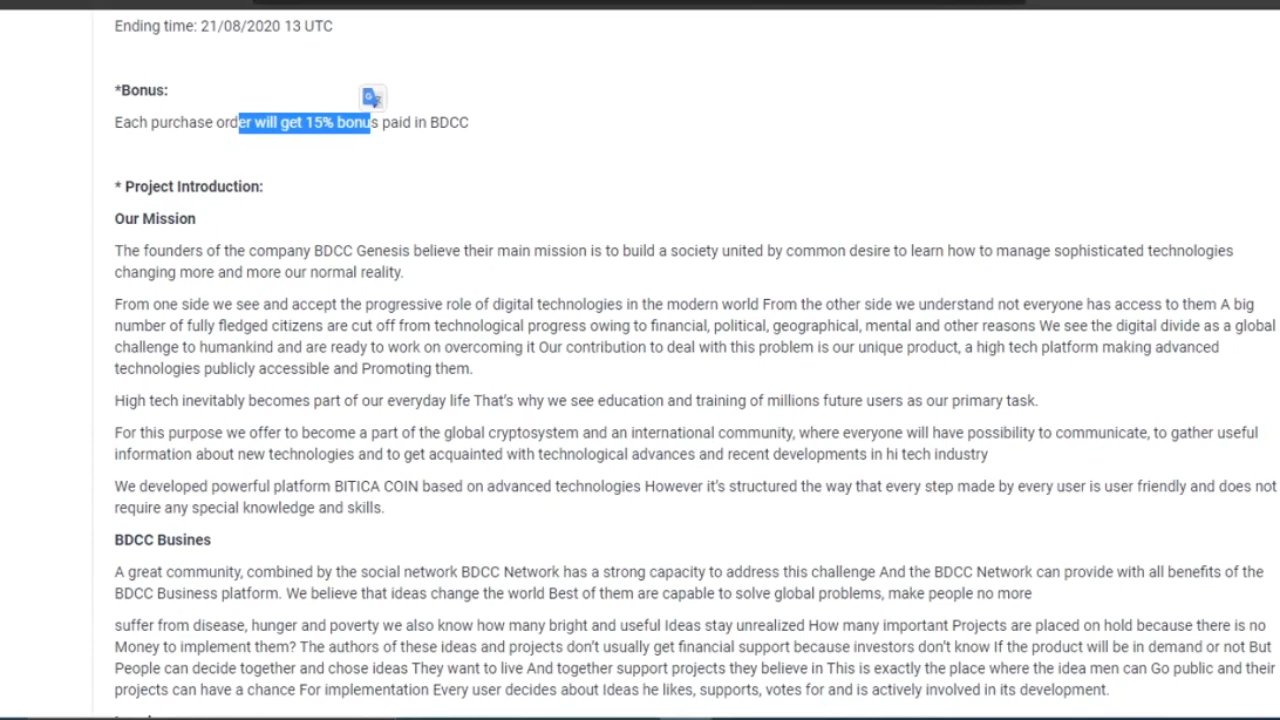 Ending time: 21/08/2020 13 UTC
*Bonus:
Each purchase order will get 15% bonus paid in BDCC
* Project Introduction:
Our Mission
The founders of the company BDCC Genesis believe their main mission is to build a society united by common desire to learn how to manage sophisticated technologies
changing more and more our normal reality.
From one side we see and accept the progressive role of digital technologies in the modern world From the other side we understand not everyone has access to them A big
number of fully fledged citizens are cut off from technological progress owing to financial, political, geographical, mental and other reasons We see the digital divide as a global
challenge to humankind and are ready to work on overcoming it Our contribution to deal with this problem is our unique product, a high tech platform making advanced
technologies publicly accessible and Promoting them.
High tech inevitably becomes part of our everyday life That's why we see education and training of millions future users as our primary task.
For this purpose we offer to become a part of the global cryptosystem and an international community, where everyone will have possibility to communicate, to gather useful
information about new technologies and to get acquainted with technological advances and recent developments in hi tech industry
We developed powerful platform BITICA COIN based on advanced technologies However it's structured the way that every step made by every user is user friendly and does not
require any special knowledge and skills.
BDCC Busines
A great community, combined by the social network BDCC Network has a strong capacity to address this challenge And the BDCC Network can provide with all benefits of the
BDCC Business platform. We believe that ideas change the world Best of them are capable to solve global problems, make people no more
suffer from disease, hunger and poverty we also know how many bright and useful Ideas stay unrealized How many important Projects are placed on hold because there is no
Money to implement them? The authors of these ideas and projects don't usually get financial support because investors don't know If the product will be in demand or not But
People can decide together and chose ideas They want to live And together support projects they believe in This is exactly the place where the idea men can Go public and their
projects can have a chance For implementation Every user decides about Ideas he likes, supports, votes for and is actively involved in its development.